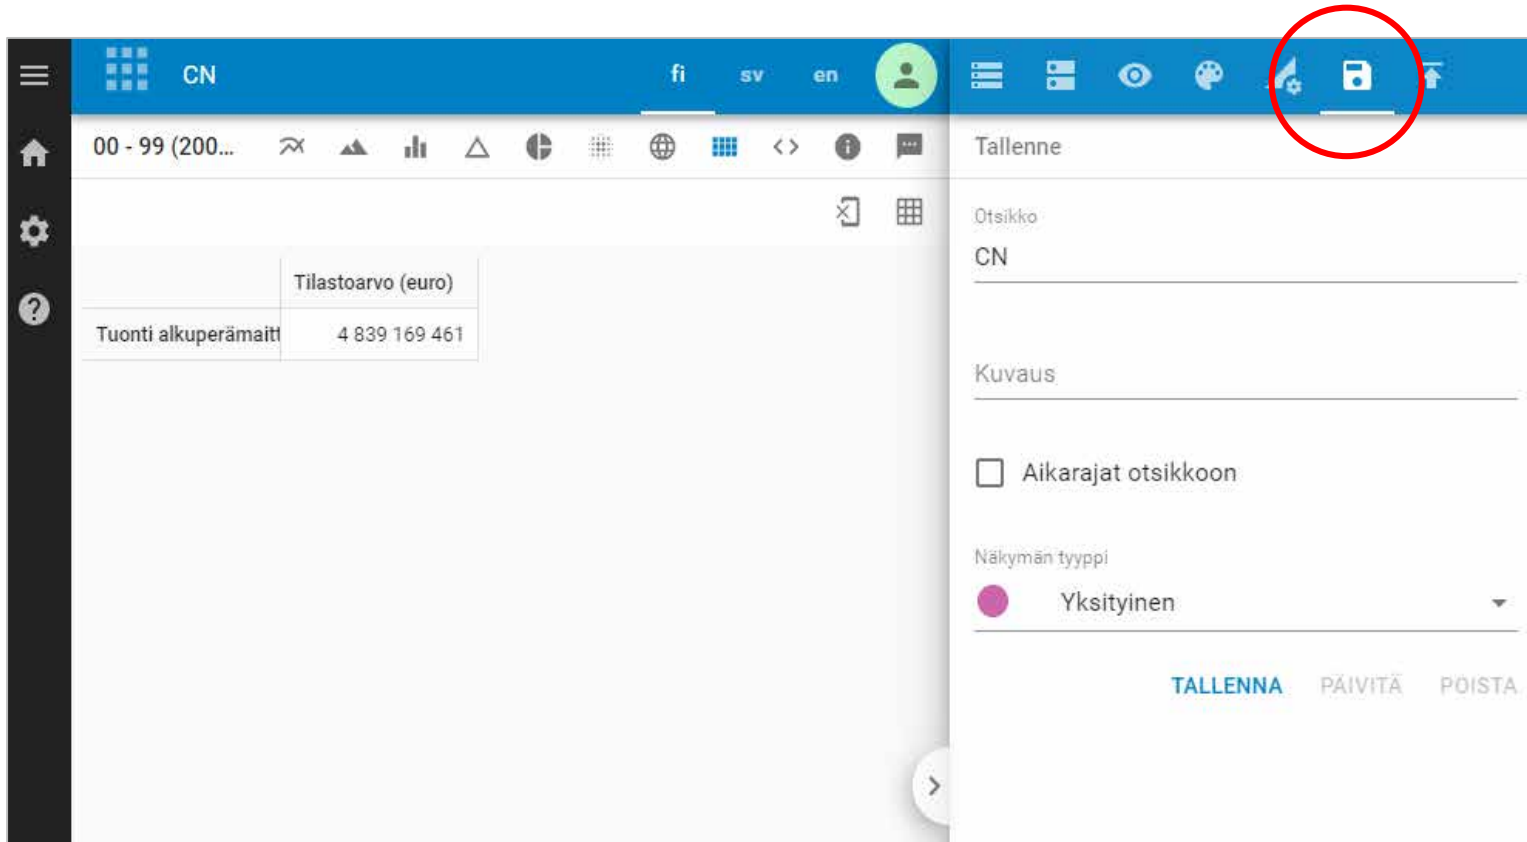 CN
fi sv en
00 - 99 (200...
Tallenne
Otsikko
CN
Tilastoarvo (euro)
Tuonti alkuperämaitt 4 839 169 461
Kuvaus
Aikarajat otsikkoon
Näkymän tyyppi
Yksityinen
TALLENNA PÄIVITÄ POISTA